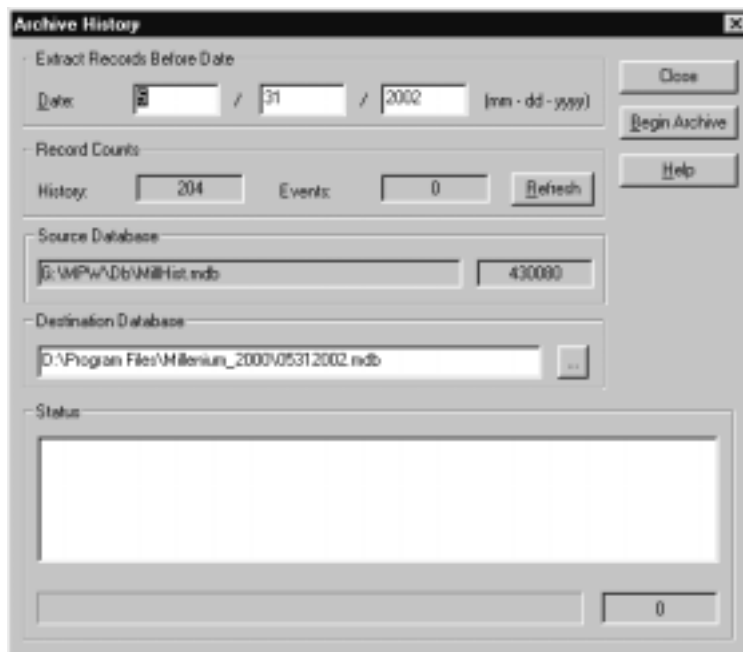 Archive History
Extract Records Before Date
Date: / 31 / 2002 (mm - dd - yyyy)
Close
Begin Archive
Help
Record Counts
History: 204 Events: 0 Refresh
Source Database
G:\MPW\Db\MillHist.mdb 430080
Destination Database
D:\Program Files\Millenium_2000\05312002.mdb ...
Status
0